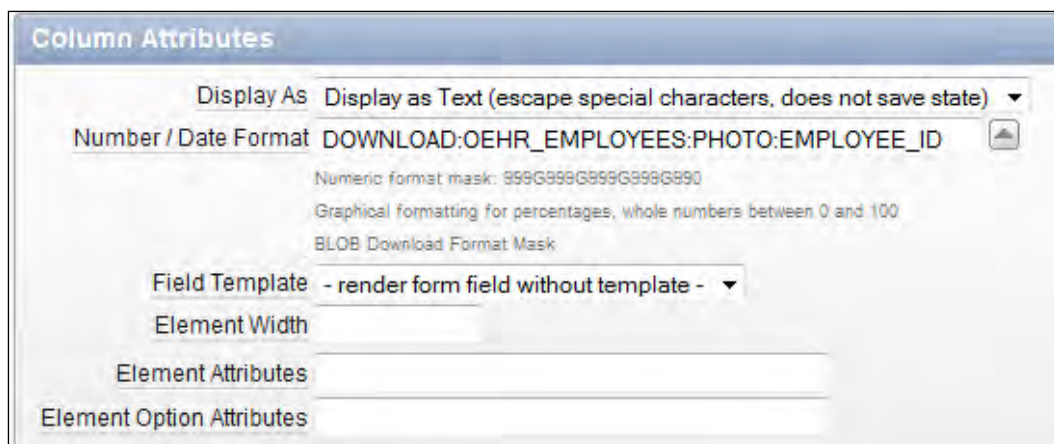 Column Attributes
Display As Display as Text (escape special characters, does not save state)
Number / Date Format DOWNLOAD:OEHR_EMPLOYEES:PHOTO:EMPLOYEE_ID
Numeric format mask: 999G999G999G999G990
Graphical formatting for percentages, whole numbers between 0 and 100
BLOB Download Format Mask
Field Template - render form field without template -
Element Width
Element Attributes
Element Option Attributes